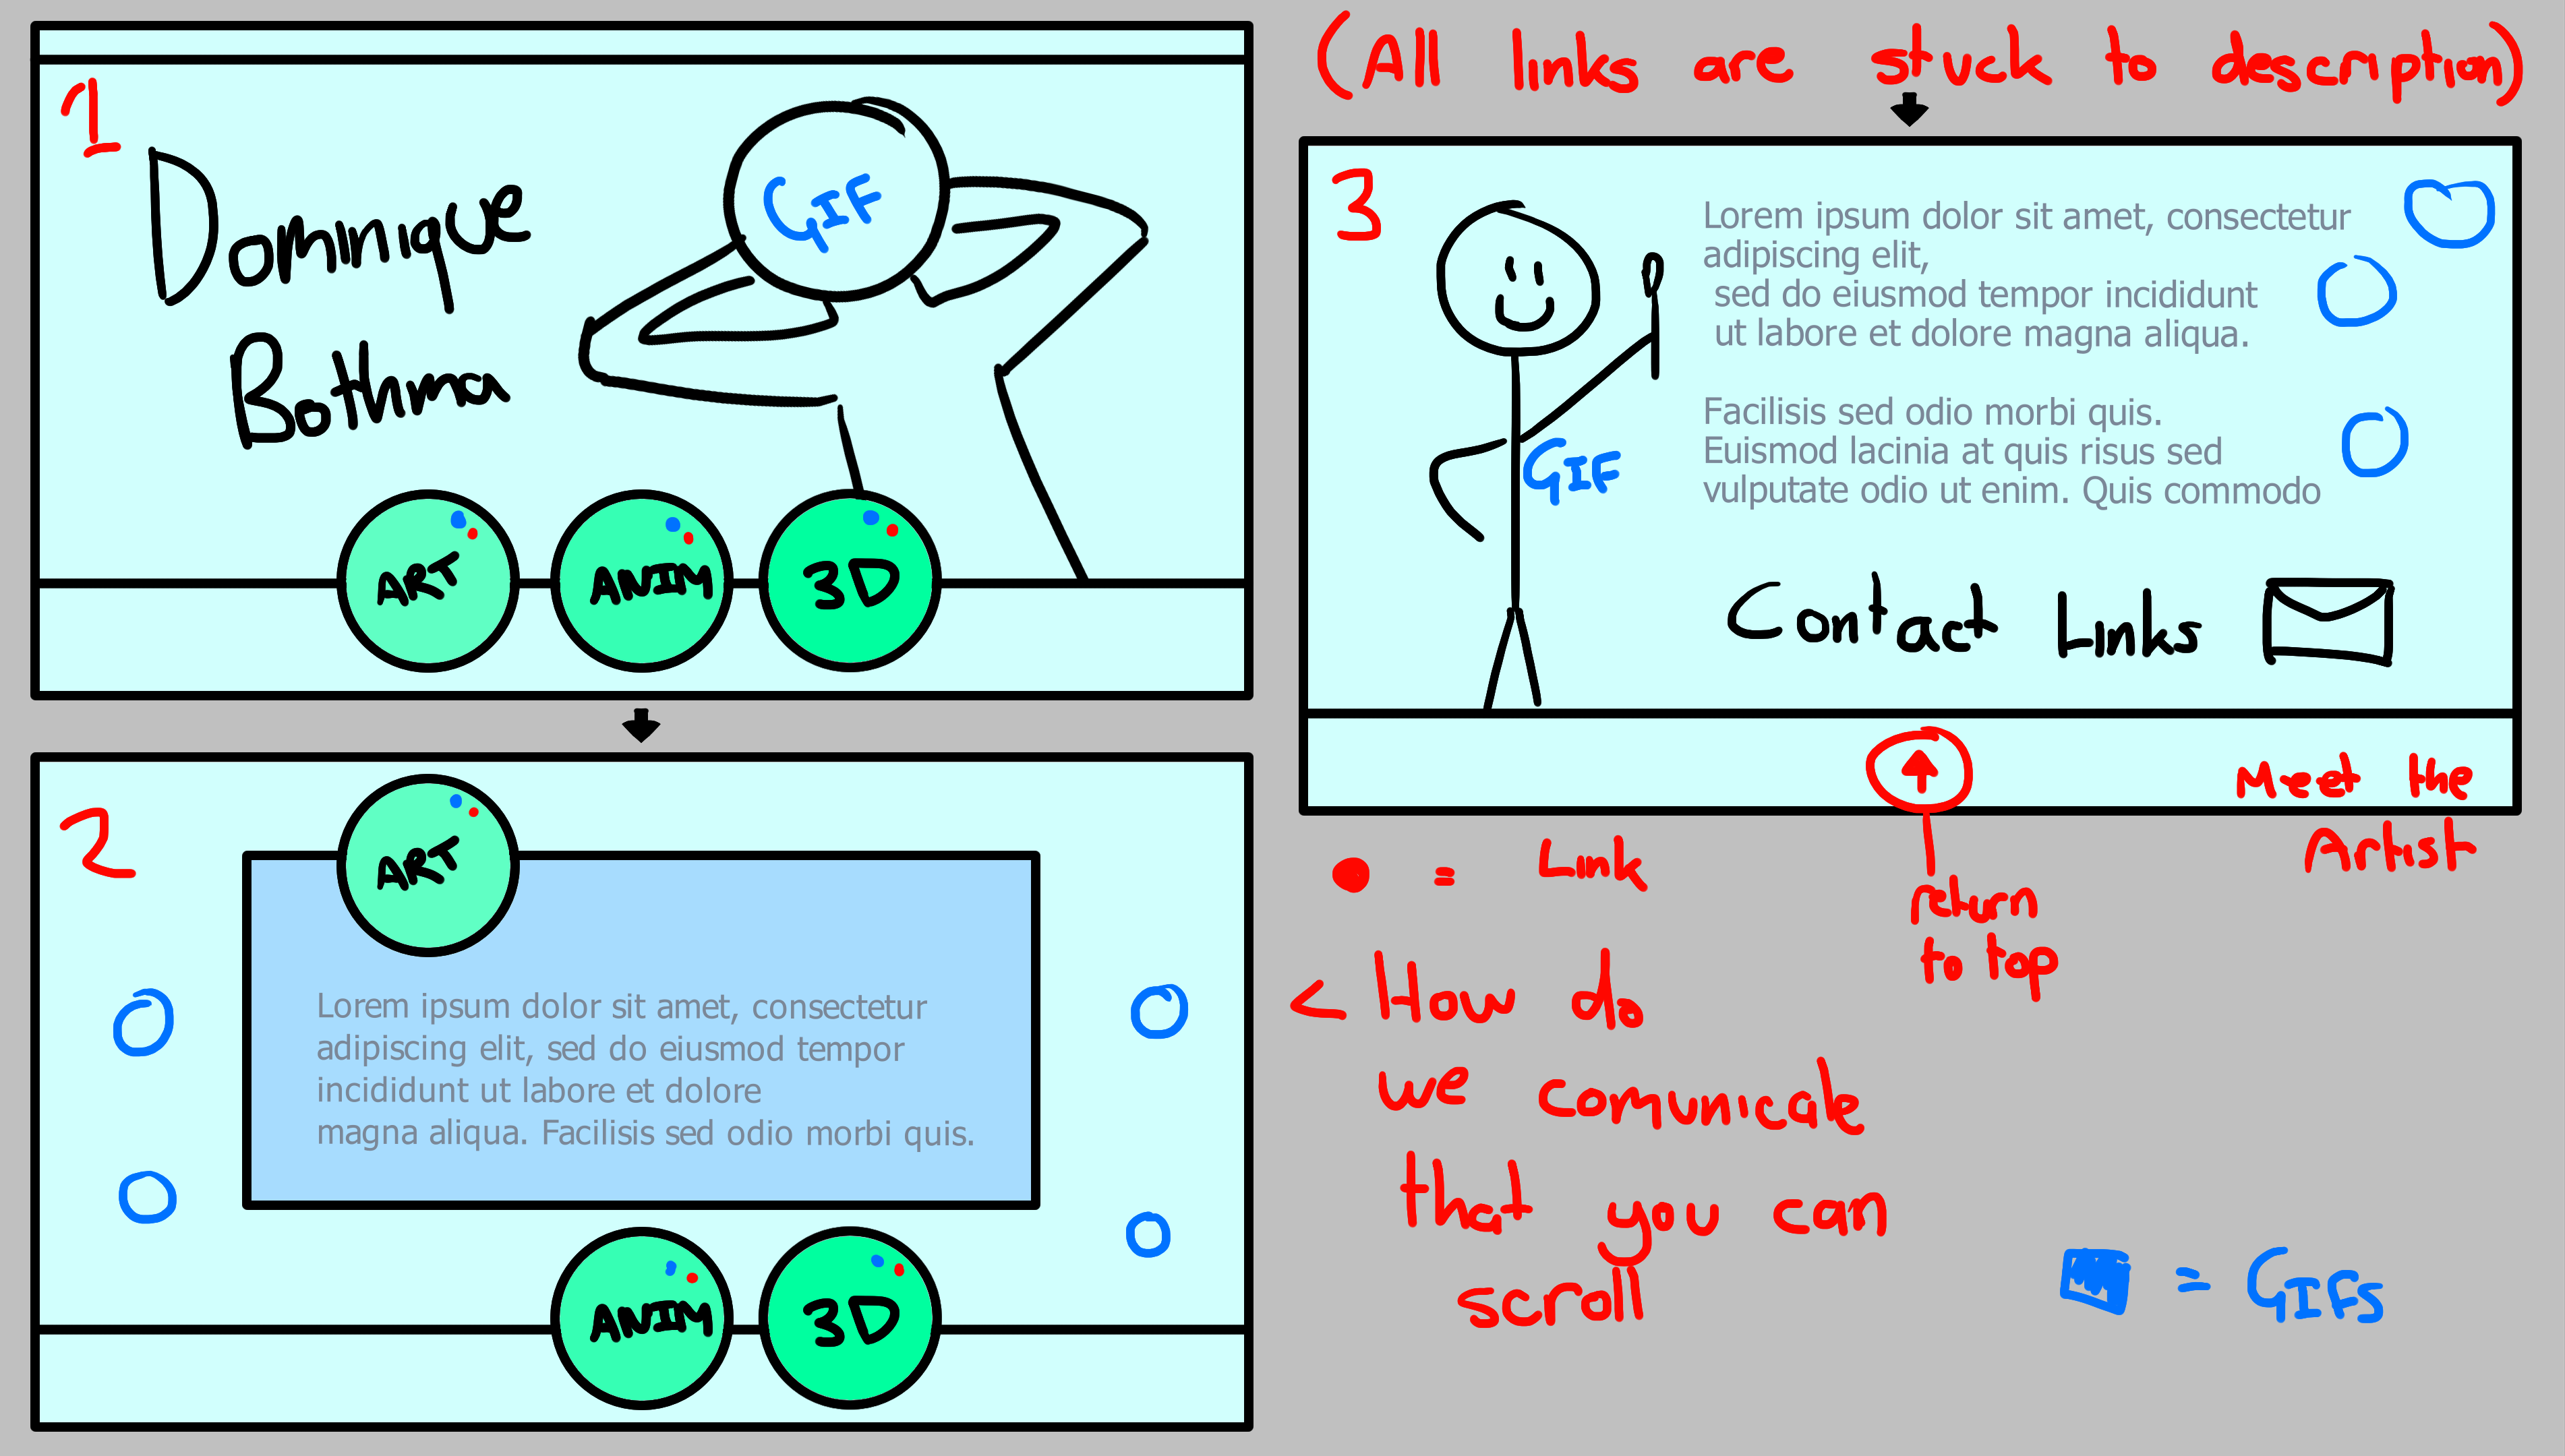 1
Dominique
Bothma
GIF
ART
ANIM
3D
2
ART
Lorem ipsum dolor sit amet, consectetur
adipiscing elit, sed do eiusmod tempor
incididunt ut labore et dolore
magna aliqua. Facilisis sed odio morbi quis.
ANIM
3D
(All links are stuck to description)
3
Lorem ipsum dolor sit amet, consectetur
adipiscing elit,
sed do eiusmod tempor incididunt
ut labore et dolore magna aliqua.
Facilisis sed odio morbi quis.
Euismod lacinia at quis risus sed
vulputate odio ut enim. Quis commodo
GIF
Contact Links
Meet the
Artist
return
to top
= Link
< How do
we comunicate
that you can
scroll
= GIFs